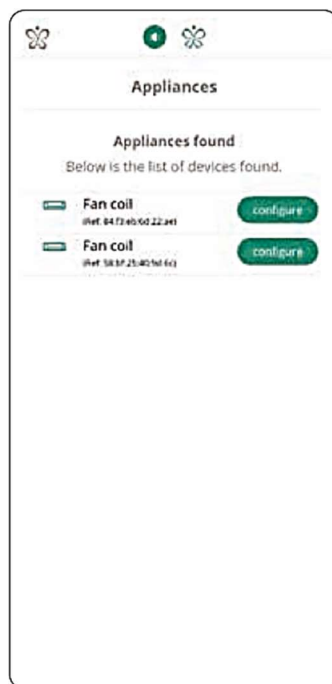 Appliances
Appliances found
Below is the list of devices found.
Fan coil
configure
Fan coil
configure